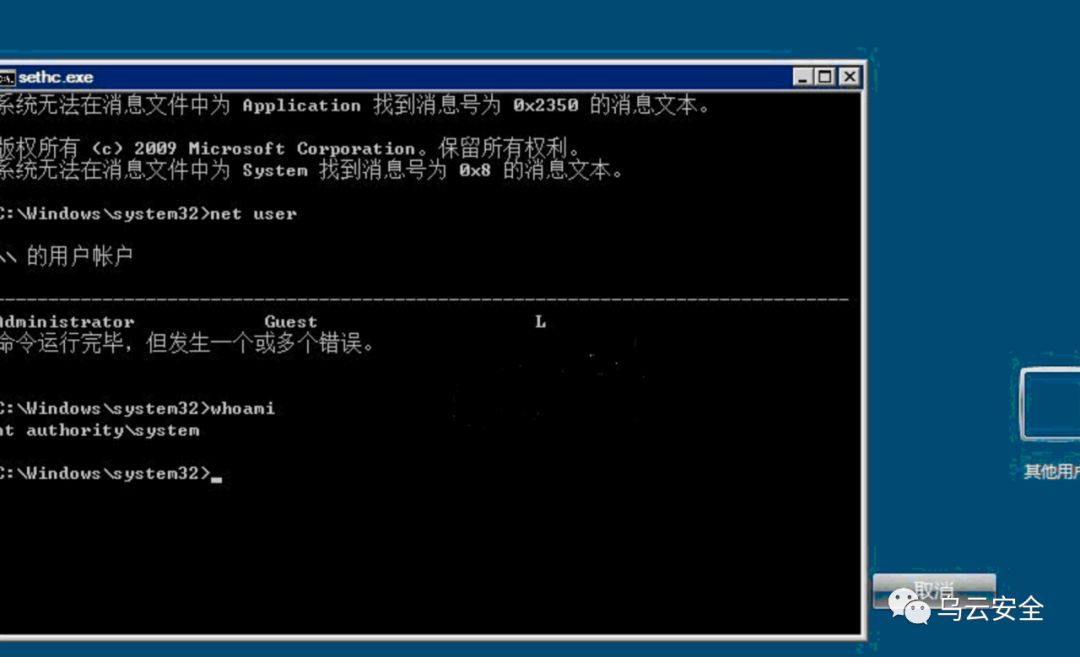 sethc.exe
系统无法在消息文件中为 Application 找到消息号为 0x2350 的消息文本。
版权所有 (c) 2009 Microsoft Corporation。保留所有权利。
系统无法在消息文件中为 System 找到消息号为 0x8 的消息文本。
C:\Windows\system32>net user
\\ 的用户帐户
-------------------------------------------------------------------------------
Administrator Guest L
命令运行完毕，但发生一个或多个错误。
C:\Windows\system32>whoami
nt authority\system
C:\Windows\system32>_
其他用户
取消
乌云安全